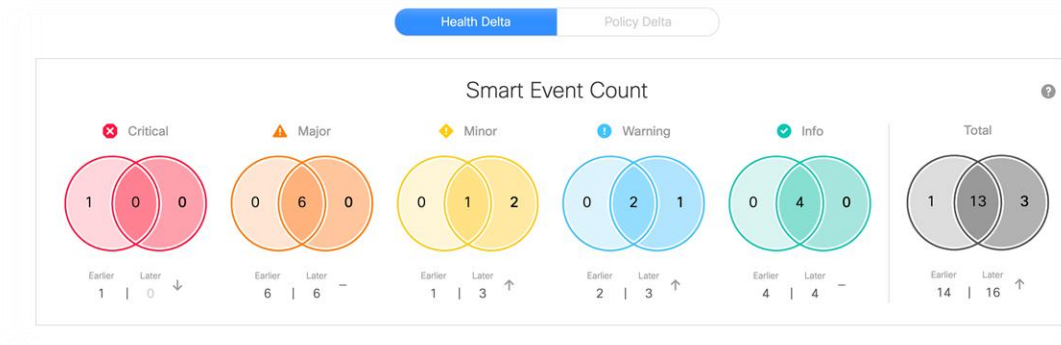 Health Delta Policy Delta
Smart Event Count
Critical Major Minor Warning Info Total
1 0 0 0 6 0 0 1 2 0 2 1 0 4 0 1 13 3
Earlier Later Earlier Later Earlier Later Earlier Later Earlier Later Earlier Later
1 | 0 6 | 6 1 | 3 2 | 3 4 | 4 14 | 16